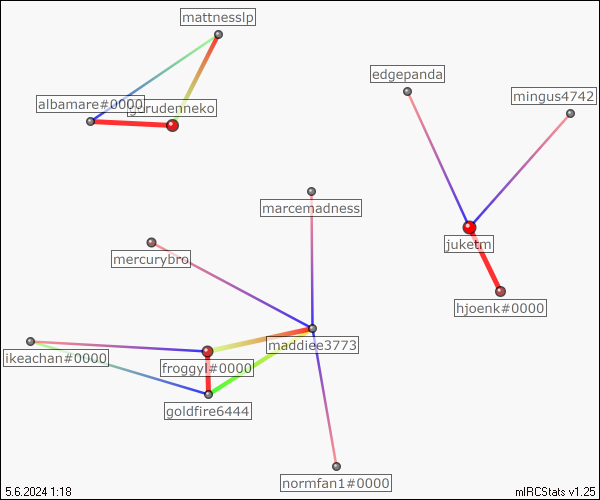 mattnesslp
edgepanda
mingus4742
albamare#0000
gurudenneko
marcemadness
juketm
mercurybro
hjoenk#0000
maddiee3773
ikeachan#0000
froggyl#0000
goldfire6444
normfan1#0000
5.6.2024 1:18
mIRCStats v1.25